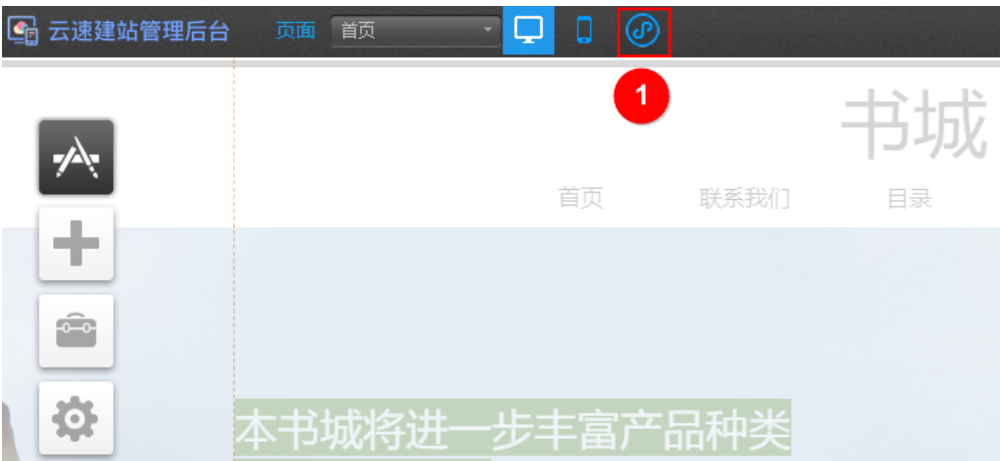 云速建站管理后台 页面 首页
1
书城
首页 联系我们 目录
本书城将进一步丰富产品种类